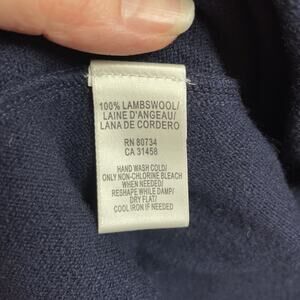 100% LAMBSWOOL/
LAINE D'ANGEAU/
LANA DE CORDERO
RN 80734
CA 31458
HAND WASH COLD/
ONLY NON-CHLORINE BLEACH
WHEN NEEDED/
RESHAPE WHILE DAMP/
DRY FLAT/
COOL IRON IF NEEDED